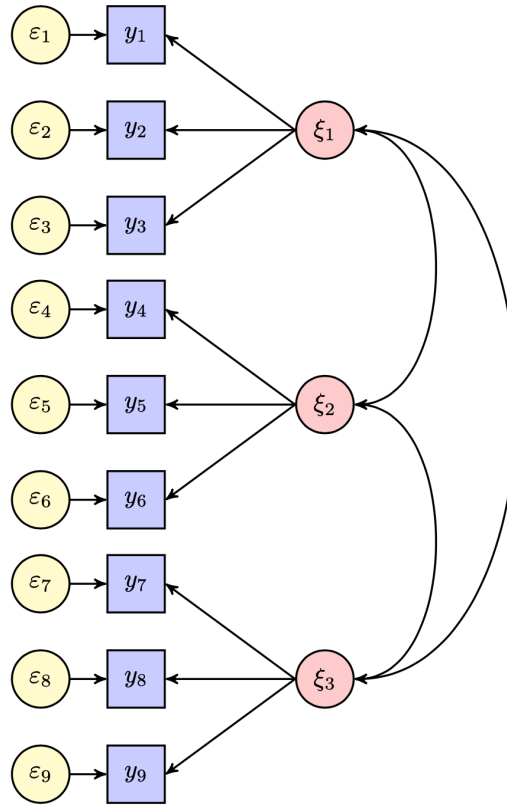 ε₁ y₁
ε₂ y₂ ξ₁
ε₃ y₃
ε₄ y₄
ε₅ y₅ ξ₂
ε₆ y₆
ε₇ y₇
ε₈ y₈ ξ₃
ε₉ y₉